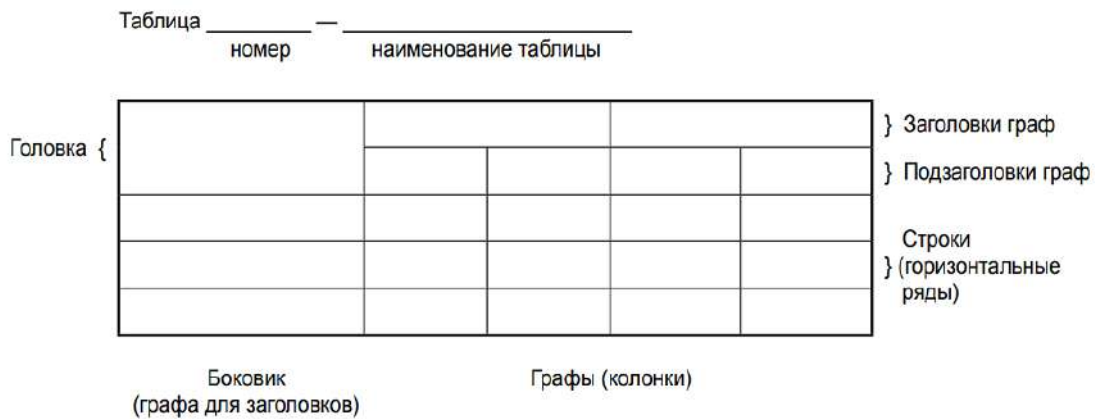 Таблица ________ — ________________________
номер наименование таблицы
Головка {
} Заголовки граф
} Подзаголовки граф
Строки
} (горизонтальные
ряды)
Боковик
(графа для заголовков)
Графы (колонки)